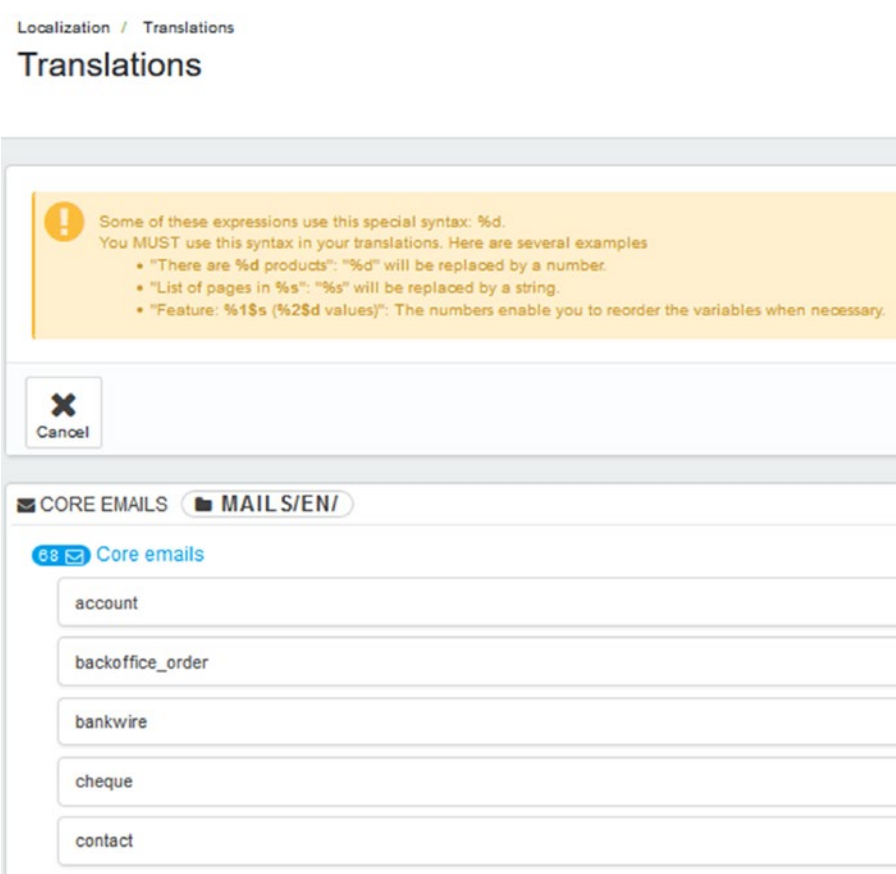 Localization / Translations
Translations
Some of these expressions use this special syntax: %d.
You MUST use this syntax in your translations. Here are several examples
• "There are %d products": "%d" will be replaced by a number.
• "List of pages in %s": "%s" will be replaced by a string.
• "Feature: %1$s (%2$d values)": The numbers enable you to reorder the variables when necessary.
Cancel
CORE EMAILS MAILS/EN/
68 Core emails
account
backoffice_order
bankwire
cheque
contact